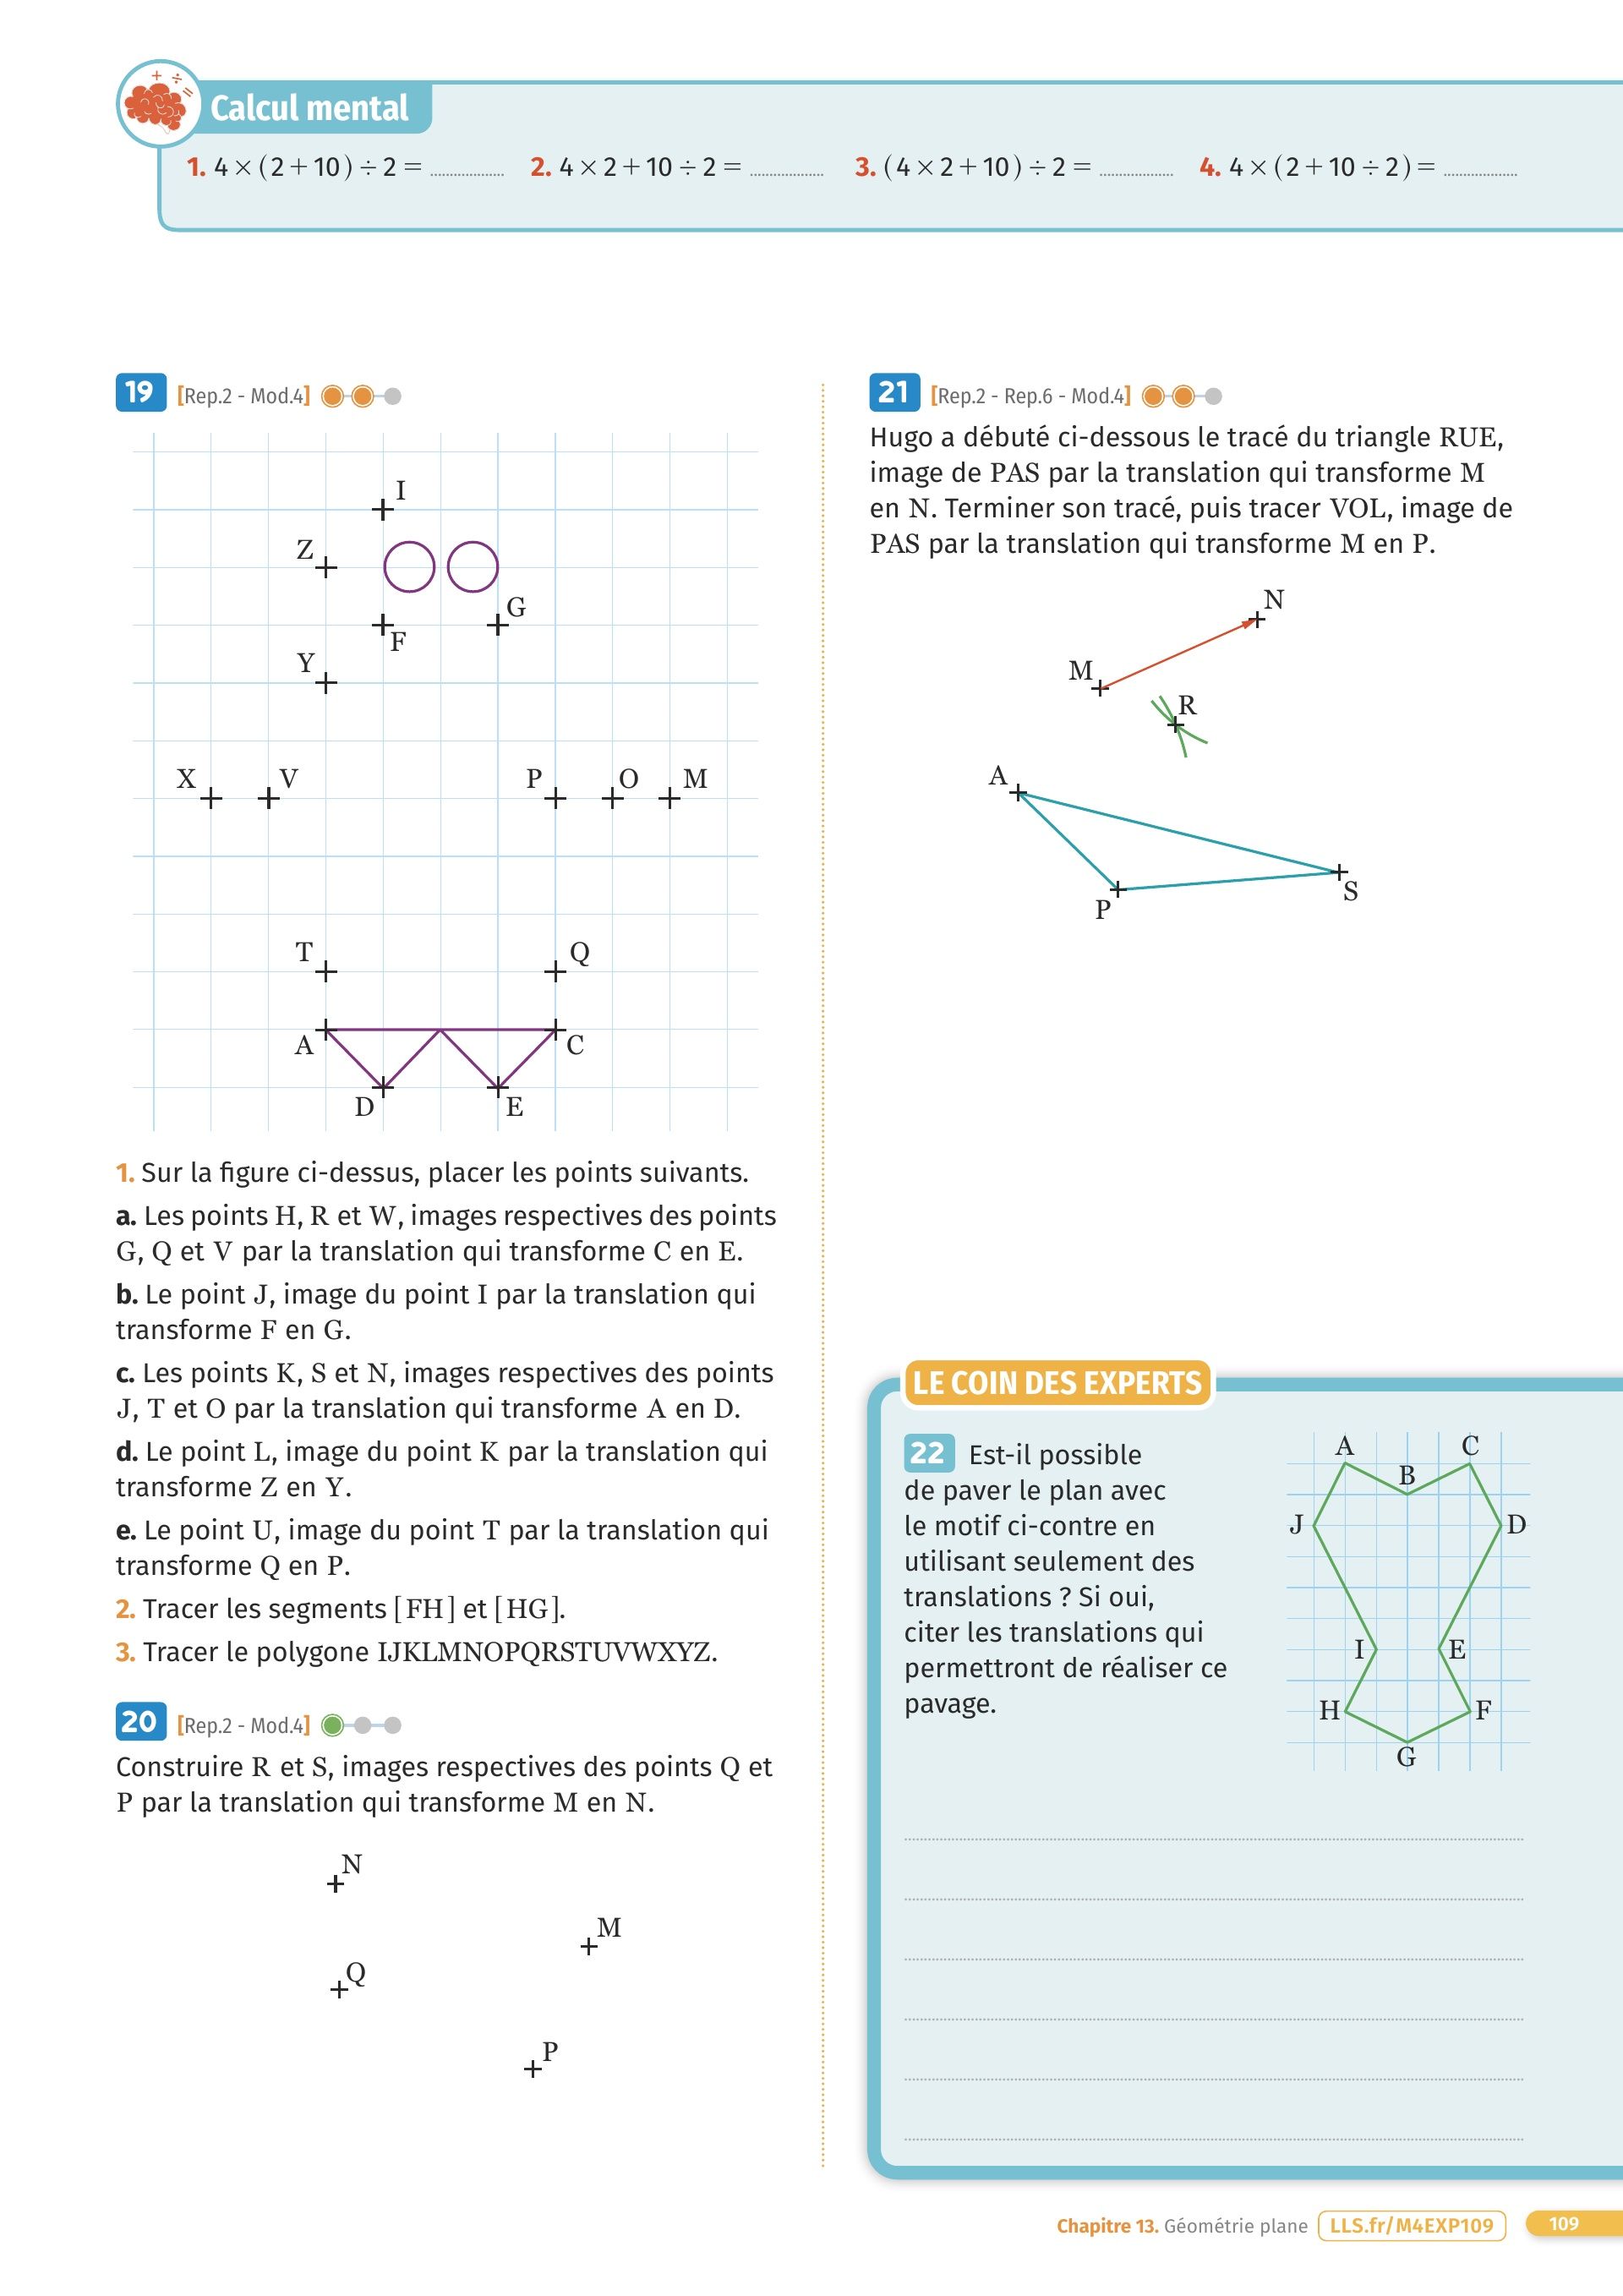 Calcul mental
1. 4 × (2 + 10) ÷ 2 = ...............
2. 4 × 2 + 10 ÷ 2 = ...............
3. (4 × 2 + 10) ÷ 2 = ...............
4. 4 × (2 + 10 ÷ 2) = ...............
19 [Rep.2 - Mod.4]
I
Z
G
F
Y
X V P O M
T Q
A C
D E
1. Sur la figure ci-dessus, placer les points suivants.
a. Les points H, R et W, images respectives des points
G, Q et V par la translation qui transforme C en E.
b. Le point J, image du point I par la translation qui
transforme F en G.
c. Les points K, S et N, images respectives des points
J, T et O par la translation qui transforme A en D.
d. Le point L, image du point K par la translation qui
transforme Z en Y.
e. Le point U, image du point T par la translation qui
transforme Q en P.
2. Tracer les segments [FH] et [HG].
3. Tracer le polygone IJKLMNOPQRSTUVWXYZ.
20 [Rep.2 - Mod.4]
Construire R et S, images respectives des points Q et
P par la translation qui transforme M en N.
N
M
Q
P
21 [Rep.2 - Rep.6 - Mod.4]
Hugo a débuté ci-dessous le tracé du triangle RUE,
image de PAS par la translation qui transforme M
en N. Terminer son tracé, puis tracer VOL, image de
PAS par la translation qui transforme M en P.
N
M
R
A
S
P
LE COIN DES EXPERTS
22 Est-il possible
de paver le plan avec
le motif ci-contre en
utilisant seulement des
translations ? Si oui,
citer les translations qui
permettront de réaliser ce
pavage.
A C
B
J D
I E
H F
G
Chapitre 13. Géométrie plane LLS.fr/M4EXP109 109